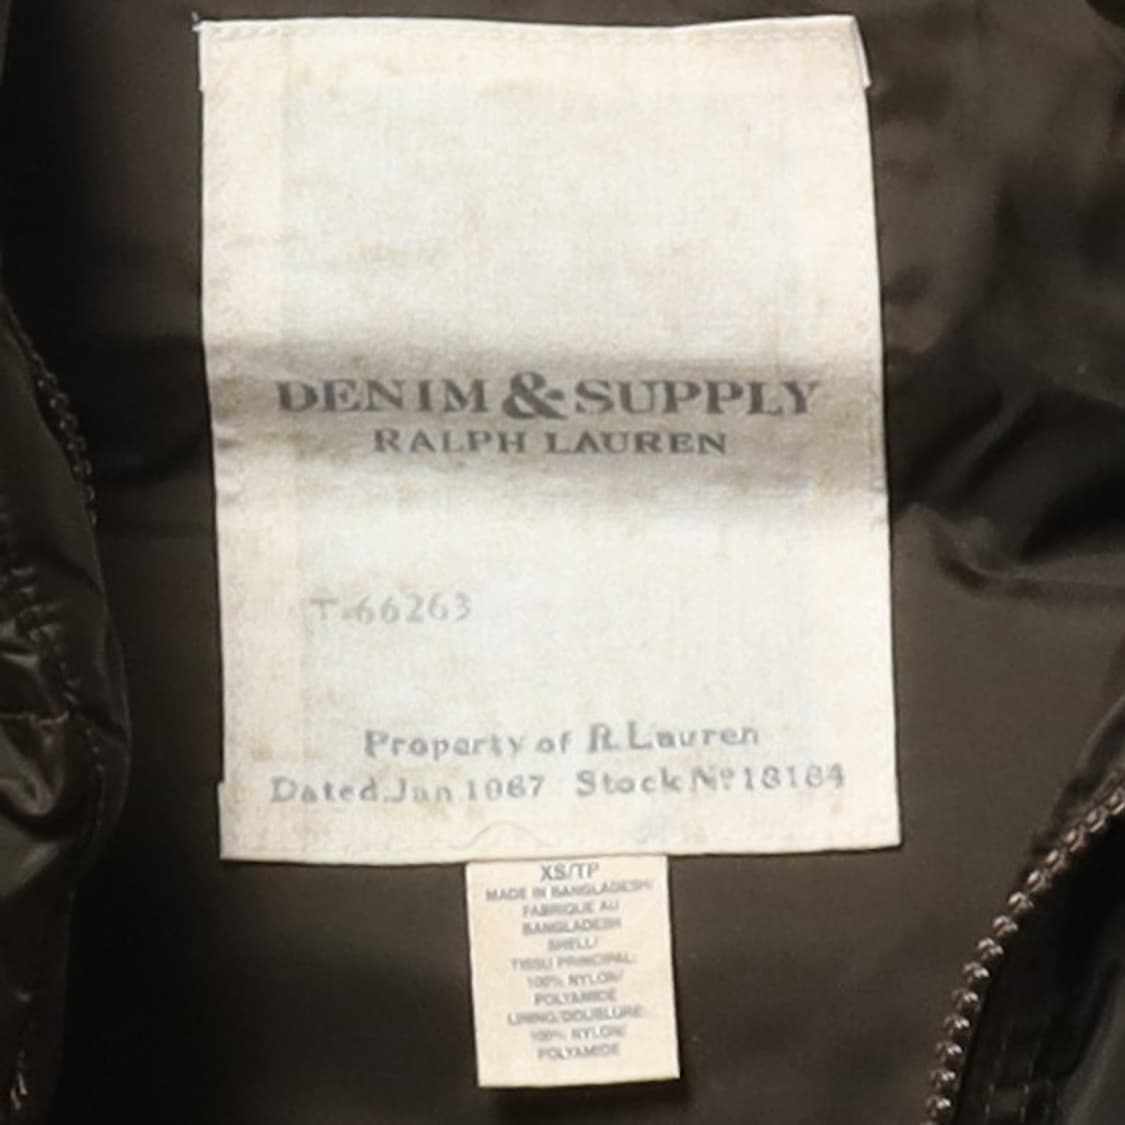 DENIM & SUPPLY
RALPH LAUREN
T-66263
Property of R. Lauren
Dated Jan 1967 Stock Nº 18184
XS/TP
MADE IN BANGLADESH/
FABRIQUE AU
BANGLADESH
SHELL/
TISSU PRINCIPAL:
100% NYLON/
POLYAMIDE
LINING/DOUBLURE:
100% NYLON/
POLYAMIDE